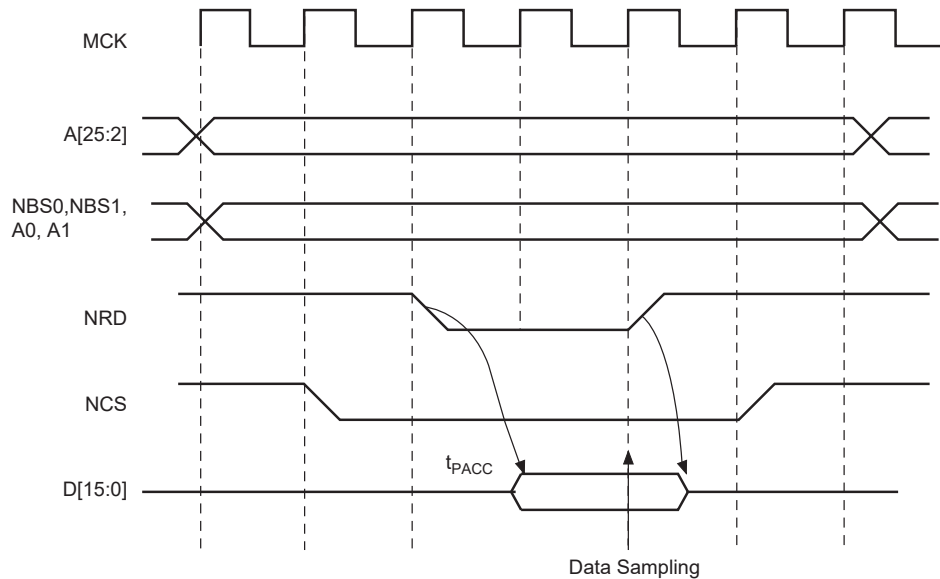 MCK
A[25:2]
NBS0,NBS1,
A0, A1
NRD
NCS
tPACC
D[15:0]
Data Sampling